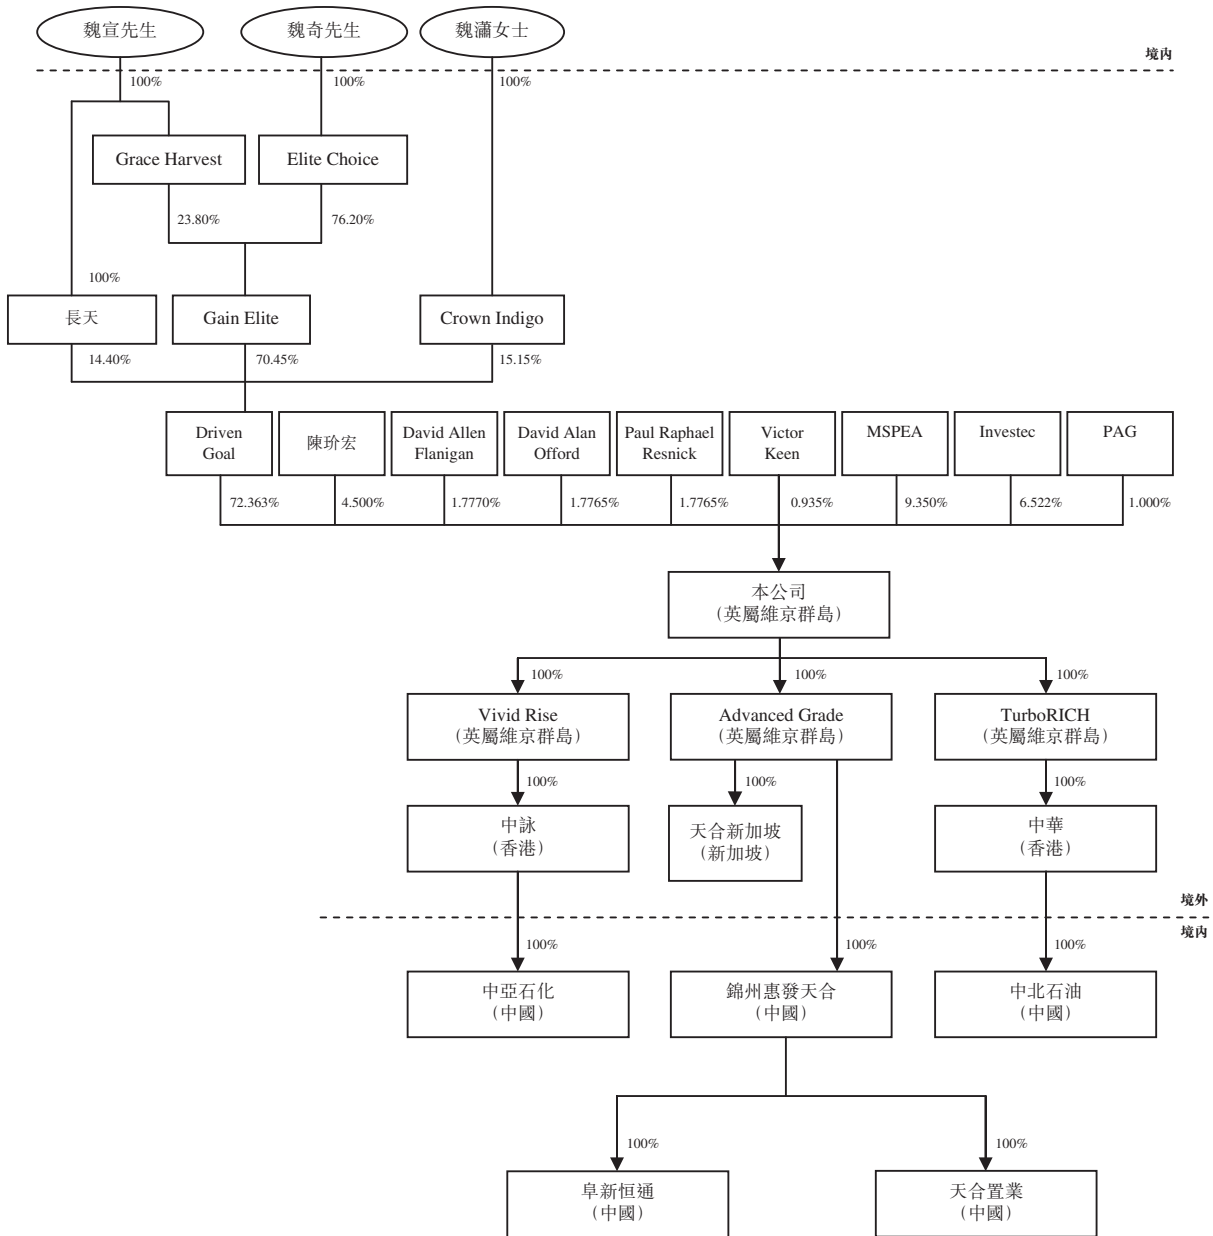 魏宣先生
魏奇先生
魏瀟女士
境內
100%
100%
100%
Grace Harvest
Elite Choice
23.80%
76.20%
100%
長天
Gain Elite
Crown Indigo
14.40%
70.45%
15.15%
Driven
Goal
陳玠宏
David Allen
Flanigan
David Alan
Offord
Paul Raphael
Resnick
Victor
Keen
MSPEA
Investec
PAG
72.363%
4.500%
1.7770%
1.7765%
1.7765%
0.935%
9.350%
6.522%
1.000%
本公司
(英屬維京群島)
100%
100%
100%
Vivid Rise
(英屬維京群島)
Advanced Grade
(英屬維京群島)
TurboRICH
(英屬維京群島)
100%
100%
100%
中詠
(香港)
天合新加坡
(新加坡)
中華
(香港)
境外
境內
100%
100%
100%
中亞石化
(中國)
錦州惠發天合
(中國)
中北石油
(中國)
100%
100%
阜新恒通
(中國)
天合置業
(中國)